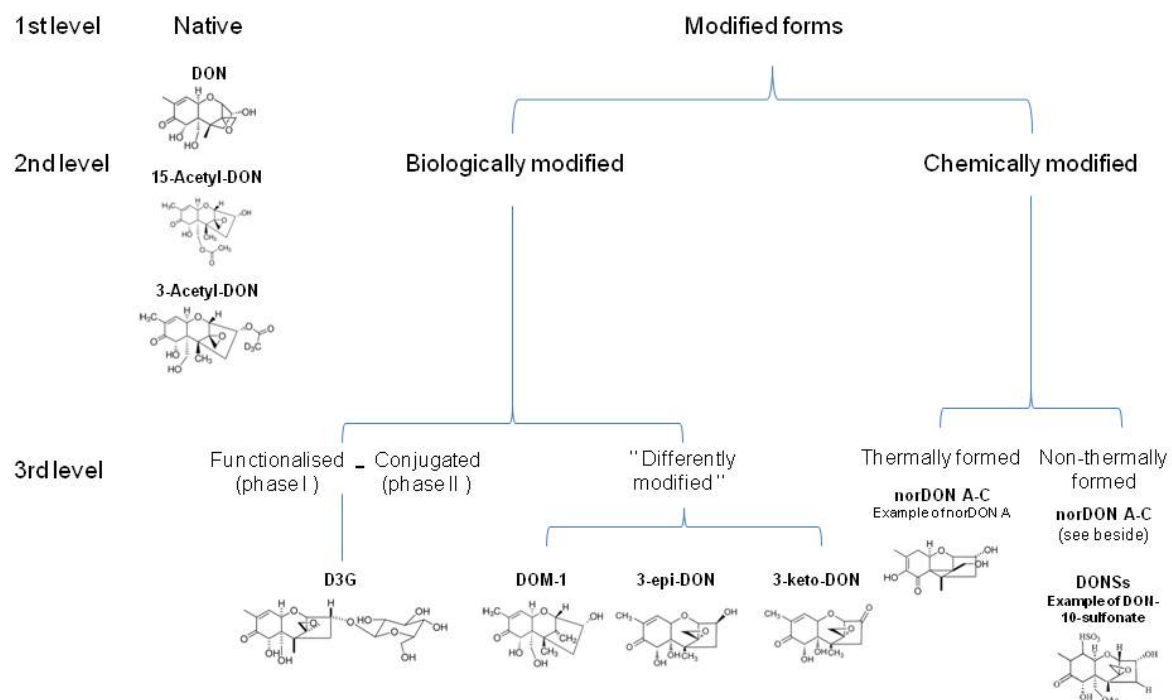 1st level
Native
Modified forms
DON
2nd level
Biologically modified
Chemically modified
15-Acetyl-DON
3-Acetyl-DON
3rd level
Functionalised - Conjugated
(phase I ) (phase II )
"Differently
modified"
Thermally formed
norDON A-C
Example of norDON A
Non-thermally
formed
norDON A-C
(see beside)
D3G
DOM-1
3-epi-DON
3-keto-DON
DONSs
Example of DON-
10-sulfonate